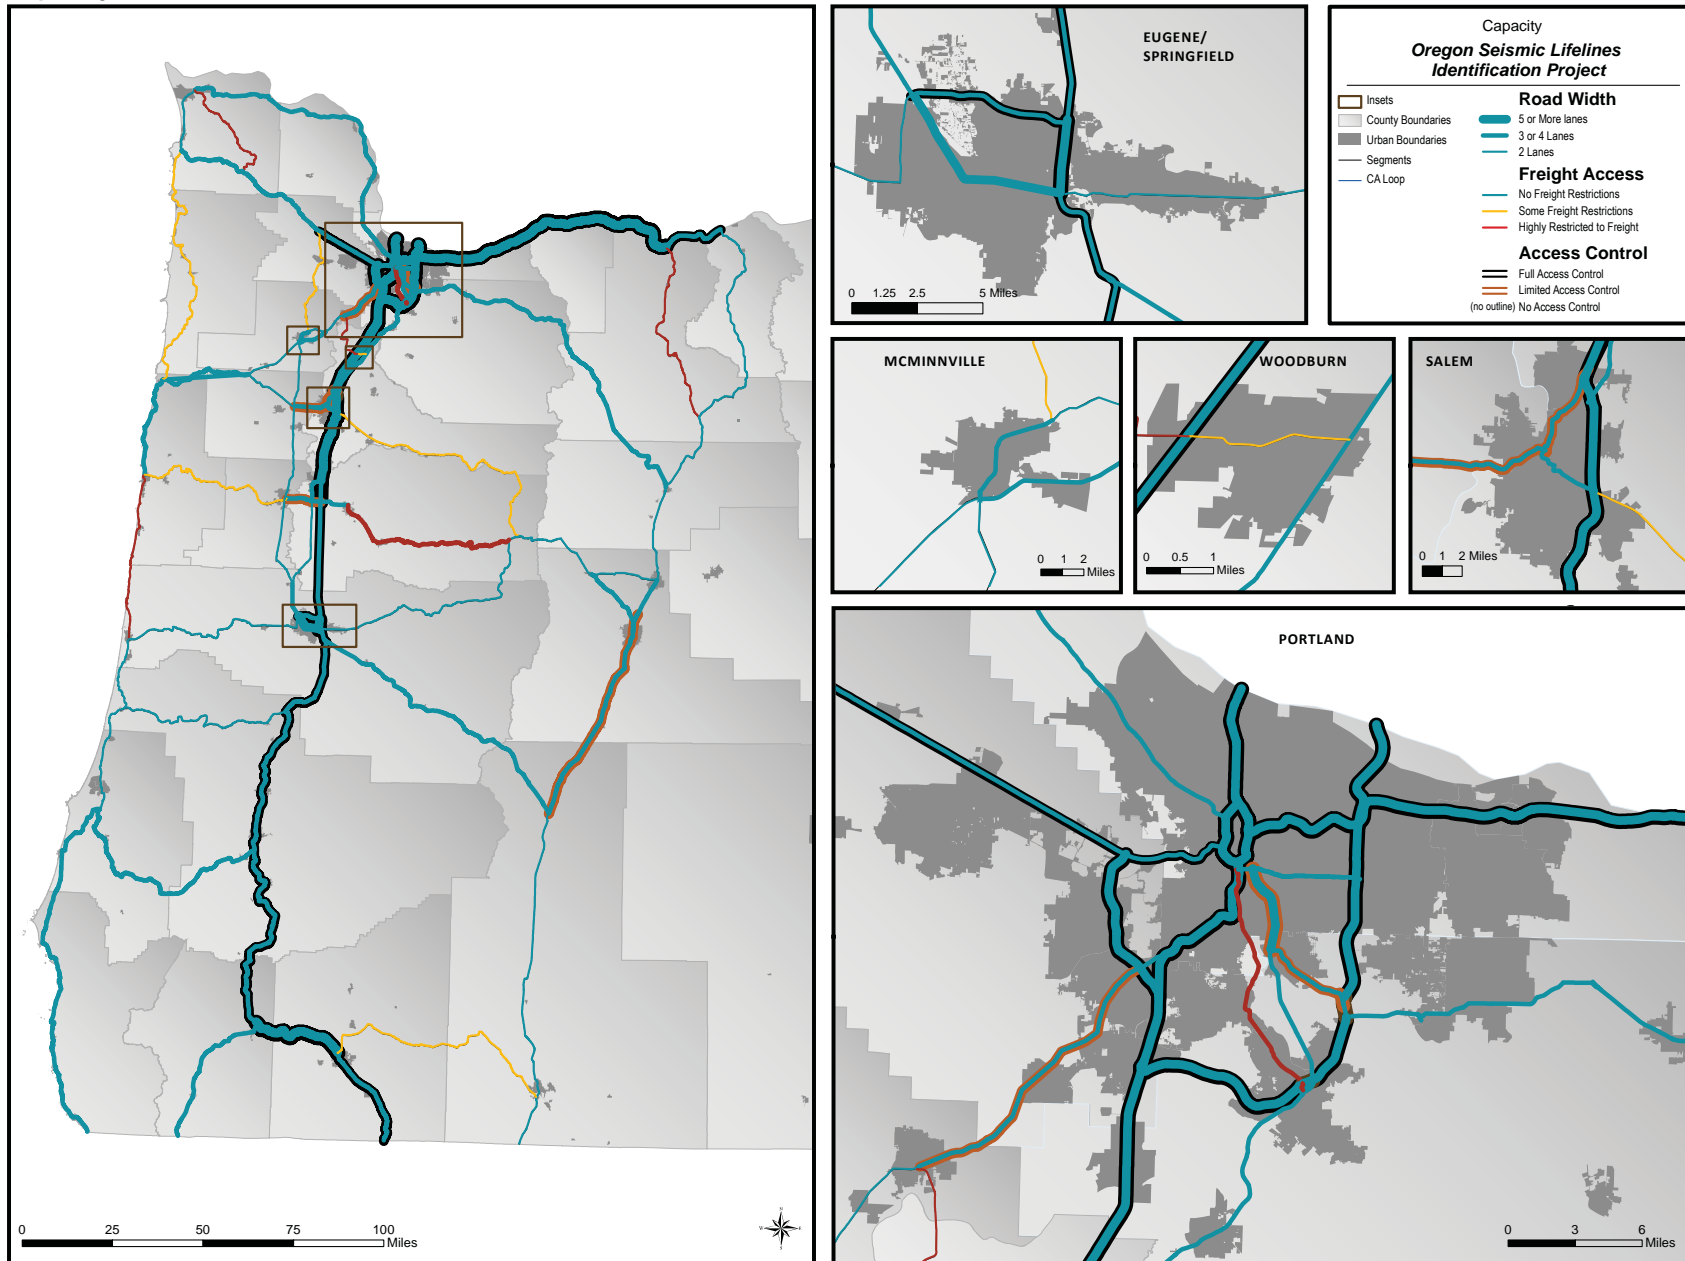 EUGENE/
SPRINGFIELD
0 1.25 2.5 5 Miles
Capacity
Oregon Seismic Lifelines
Identification Project
Insets
County Boundaries
Urban Boundaries
Segments
CA Loop
Road Width
5 or More lanes
3 or 4 Lanes
2 Lanes
Freight Access
No Freight Restrictions
Some Freight Restrictions
Highly Restricted to Freight
Access Control
Full Access Control
Limited Access Control
(no outline) No Access Control
MCMINNVILLE
0 1 2
Miles
WOODBURN
0 0.5 1
Miles
SALEM
0 1 2 Miles
PORTLAND
0 3 6
Miles
N
W E
S
0 25 50 75 100
Miles